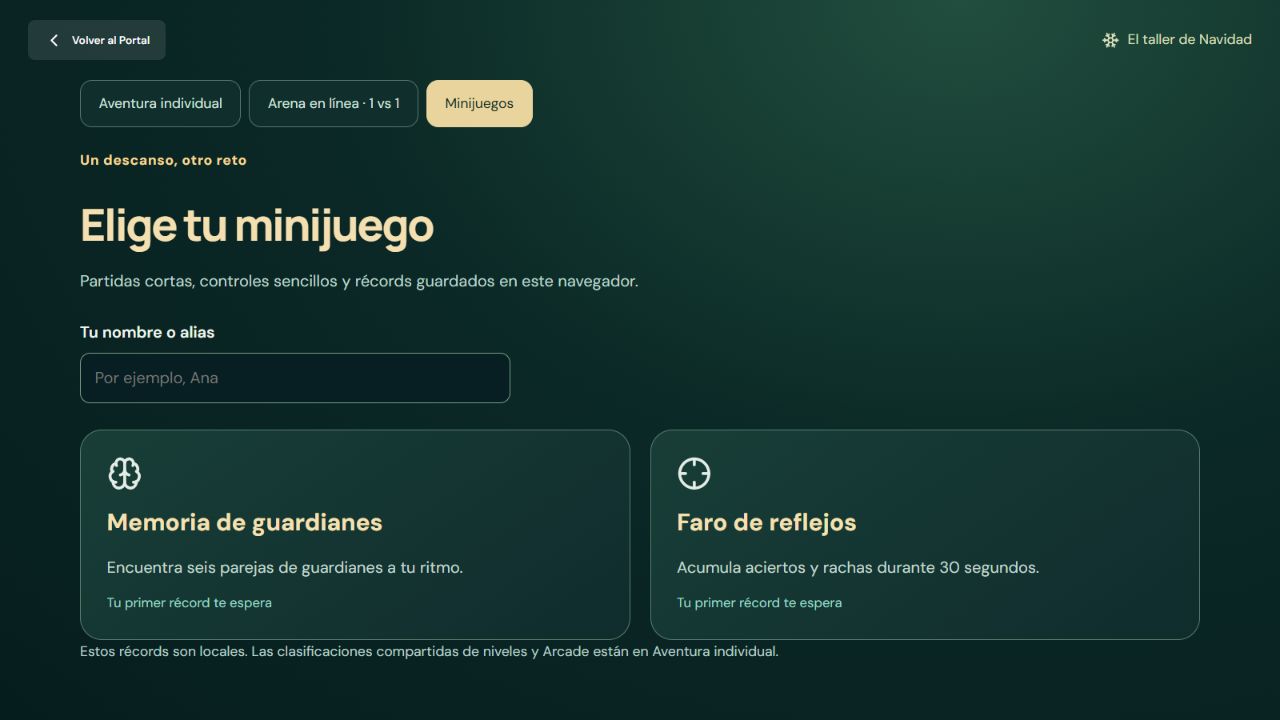 Volver al Portal
El taller de Navidad
Aventura individual
Arena en línea · 1 vs 1
Minijuegos
Un descanso, otro reto
Elige tu minijuego
Partidas cortas, controles sencillos y récords guardados en este navegador.
Tu nombre o alias
Por ejemplo, Ana
Memoria de guardianes
Encuentra seis parejas de guardianes a tu ritmo.
Tu primer récord te espera
Faro de reflejos
Acumula aciertos y rachas durante 30 segundos.
Tu primer récord te espera
Estos récords son locales. Las clasificaciones compartidas de niveles y Arcade están en Aventura individual.